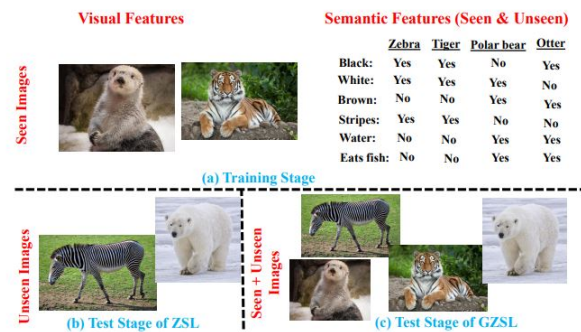 Visual Features
Semantic Features (Seen & Unseen)
Zebra Tiger Polar bear Otter
Black: Yes Yes No Yes
White: Yes Yes Yes No
Brown: No No Yes Yes
Stripes: Yes Yes No No
Water: No No Yes Yes
Eats fish: No No Yes Yes
Seen Images
(a) Training Stage
Unseen Images
(b) Test Stage of ZSL
Seen + Unseen
Images
(c) Test Stage of GZSL